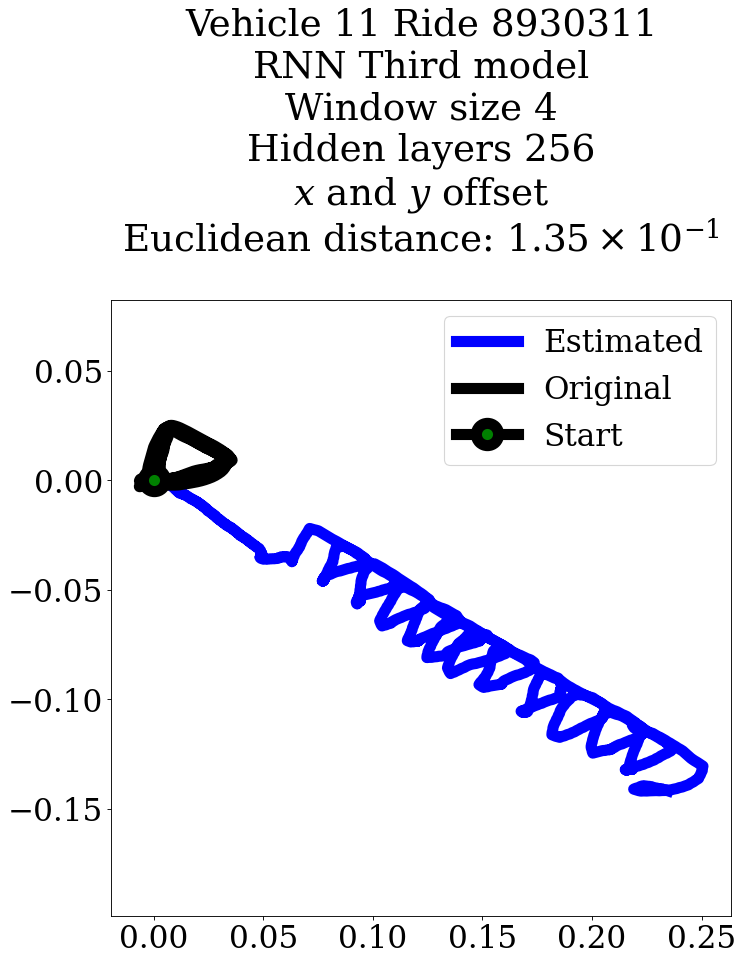 Vehicle 11 Ride 8930311
RNN Third model
Window size 4
Hidden layers 256
x and y offset
Euclidean distance: 1.35 × 10⁻¹
Estimated
Original
Start
0.05
0.00
−0.05
−0.10
−0.15
0.00 0.05 0.10 0.15 0.20 0.25